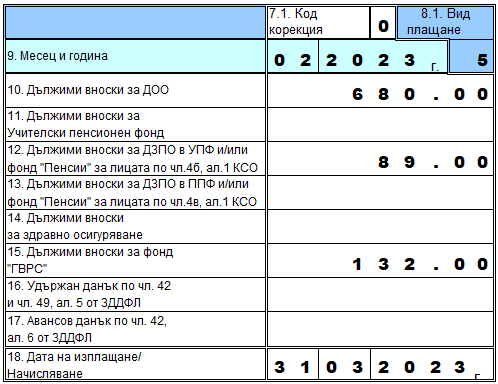 7.1. Код корекция 0 8.1. Вид плащане
9. Месец и година 0 2 2 0 2 3 г. 5
10. Дължими вноски за ДОО 6 8 0 . 0 0
11. Дължими вноски за
Учителски пенсионен фонд
12. Дължими вноски за ДЗПО в УПФ и/или
фонд "Пенсии" за лицата по чл.4б, ал.1 КСО 8 9 . 0 0
13. Дължими вноски за ДЗПО в ППФ и/или
фонд "Пенсии" за лицата по чл.4в, ал.1 КСО
14. Дължими вноски
за здравно осигуряване
15. Дължими вноски за фонд
"ГВРС" 1 3 2 . 0 0
16. Удържан данък по чл. 42
и чл. 49, ал. 5 от ЗДДФЛ
17. Авансов данък по чл. 42,
ал. 6 от ЗДДФЛ
18. Дата на изплащане/
Начисляване 3 1 0 3 2 0 2 3 г.